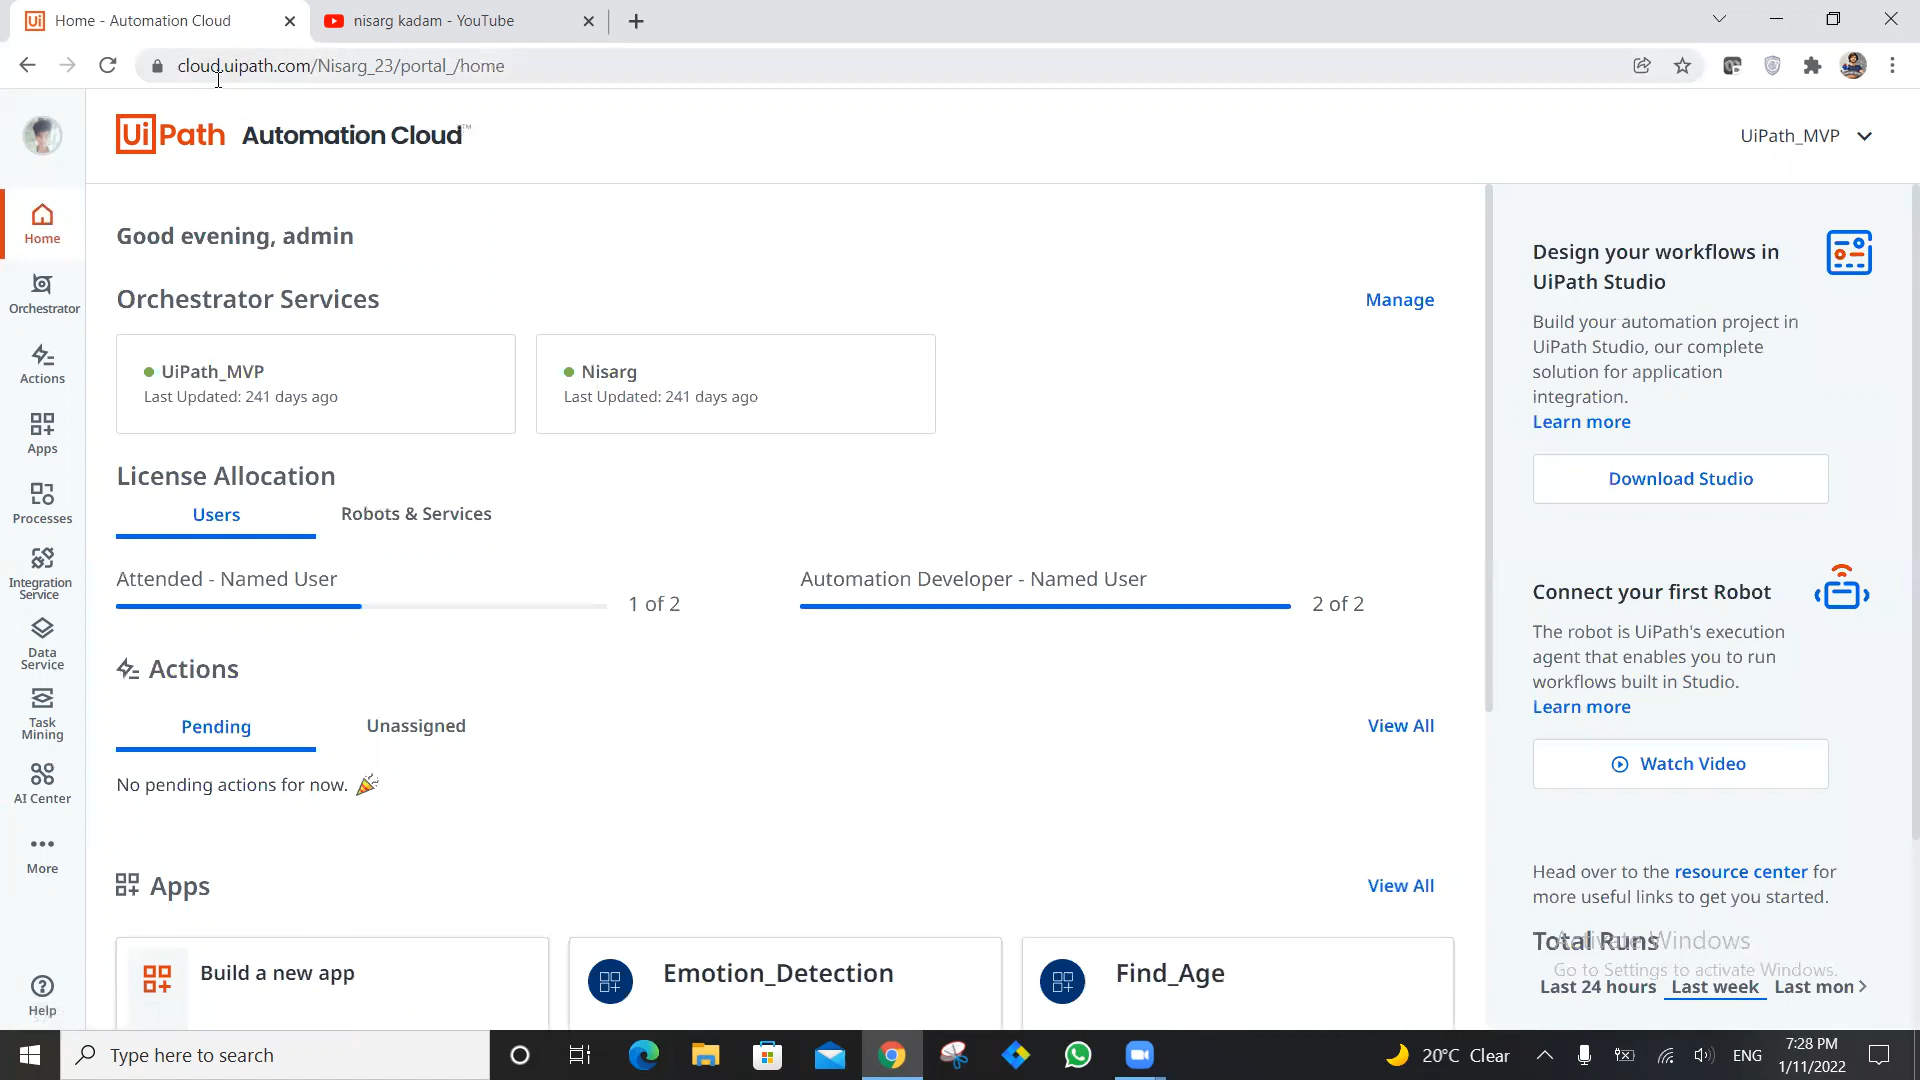 Home - Automation Cloud
nisarg kadam - YouTube
cloud.uipath.com/Nisarg_23/portal_/home
UiPath Automation Cloud™
UiPath_MVP
Home
Orchestrator
Actions
Apps
Processes
Integration
Service
Data
Service
Task
Mining
AI Center
More
Help
Good evening, admin
Orchestrator Services
Manage
UiPath_MVP
Last Updated: 241 days ago
Nisarg
Last Updated: 241 days ago
License Allocation
Users
Robots & Services
Attended - Named User
1 of 2
Automation Developer - Named User
2 of 2
Actions
Pending
Unassigned
View All
No pending actions for now.
Apps
View All
Build a new app
Emotion_Detection
Find_Age
Design your workflows in
UiPath Studio
Build your automation project in
UiPath Studio, our complete
solution for application
integration.
Learn more
Download Studio
Connect your first Robot
The robot is UiPath's execution
agent that enables you to run
workflows built in Studio.
Learn more
Watch Video
Head over to the resource center for
more useful links to get you started.
Total Runs
Activate Windows
Go to Settings to activate Windows.
Last 24 hours
Last week
Last mon
Type here to search
20°C Clear
ENG
7:28 PM
1/11/2022